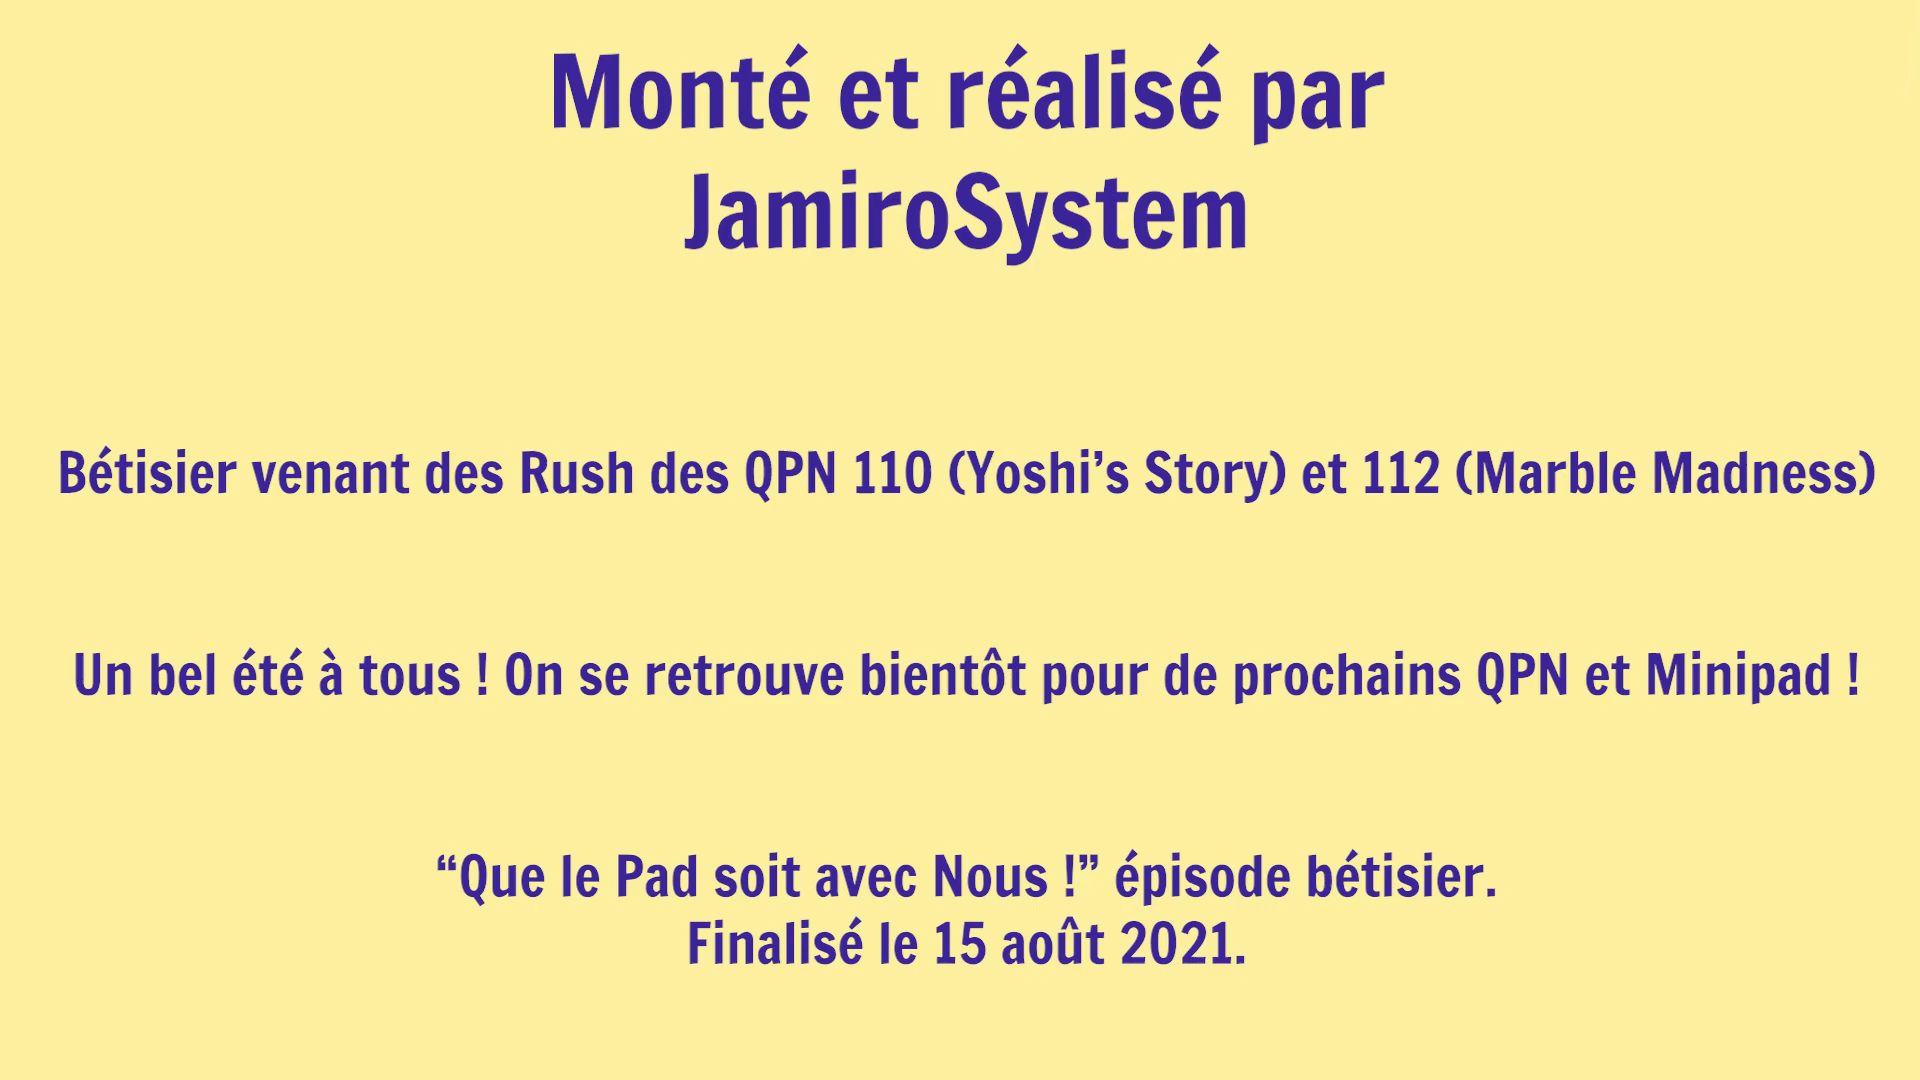 Monté et réalisé par
JamiroSystem
Bétisier venant des Rush des QPN 110 (Yoshi’s Story) et 112 (Marble Madness)
Un bel été à tous ! On se retrouve bientôt pour de prochains QPN et Minipad !
“Que le Pad soit avec Nous !” épisode bétisier.
Finalisé le 15 août 2021.